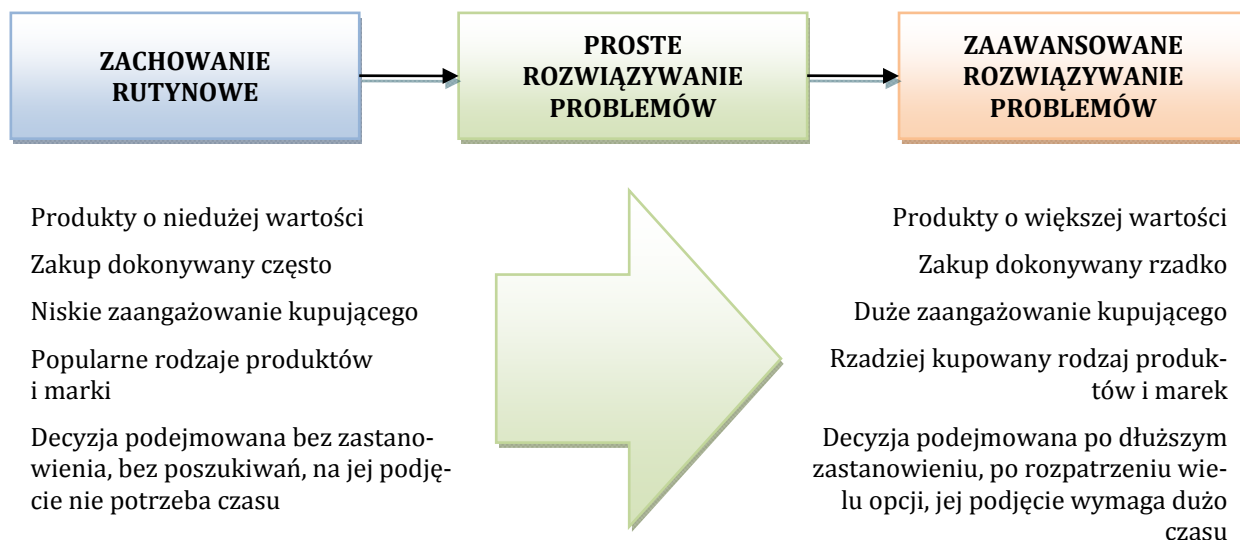 ZACHOWANIE
RUTYNOWE
PROSTE
ROZWIĄZYWANIE
PROBLEMÓW
ZAAWANSOWANE
ROZWIĄZYWANIE
PROBLEMÓW
Produkty o niedużej wartości
Zakup dokonywany często
Niskie zaangażowanie kupującego
Popularne rodzaje produktów
i marki
Decyzja podejmowana bez zastano-
wienia, bez poszukiwań, na jej podję-
cie nie potrzeba czasu
Produkty o większej wartości
Zakup dokonywany rzadko
Duże zaangażowanie kupującego
Rzadziej kupowany rodzaj produk-
tów i marek
Decyzja podejmowana po dłuższym
zastanowieniu, po rozpatrzeniu wie-
lu opcji, jej podjęcie wymaga dużo
czasu